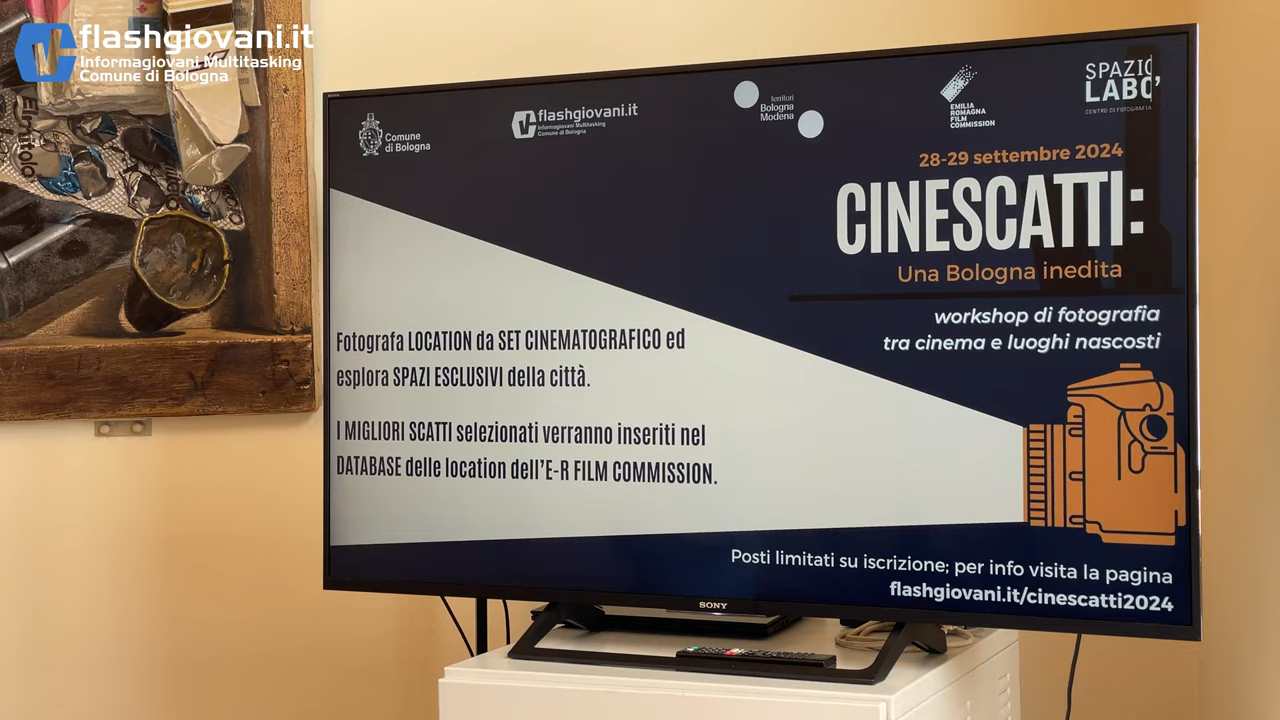 flashgiovani.it
Informagiovani Multitasking
Comune di Bologna
Comune
di Bologna
flashgiovani.it
Informagiovani Multitasking
Comune di Bologna
territori
Bologna
Modena
EMILIA
ROMAGNA
FILM
COMMISSION
SPAZIO
LABO'
CENTRO DI FOTOGRAFIA
28-29 settembre 2024
CINESCATTI:
Una Bologna inedita
workshop di fotografia
tra cinema e luoghi nascosti
Fotografa LOCATION da SET CINEMATOGRAFICO ed
esplora SPAZI ESCLUSIVI della città.
I MIGLIORI SCATTI selezionati verranno inseriti nel
DATABASE delle location dell'E-R FILM COMMISSION.
Posti limitati su iscrizione; per info visita la pagina
flashgiovani.it/cinescatti2024
SONY